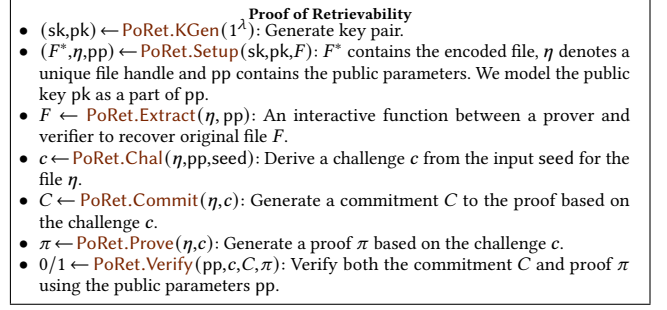 Proof of Retrievability
• (sk,pk)←PoRet.KGen(1^λ): Generate key pair.
• (F*,η,pp)←PoRet.Setup(sk,pk,F): F* contains the encoded file, η denotes a
unique file handle and pp contains the public parameters. We model the public
key pk as a part of pp.
• F ← PoRet.Extract(η, pp): An interactive function between a prover and
verifier to recover original file F.
• c←PoRet.Chal(η,pp,seed): Derive a challenge c from the input seed for the
file η.
• C ← PoRet.Commit(η,c): Generate a commitment C to the proof based on
the challenge c.
• π←PoRet.Prove(η,c): Generate a proof π based on the challenge c.
• 0/1 ← PoRet.Verify(pp,c,C,π): Verify both the commitment C and proof π
using the public parameters pp.